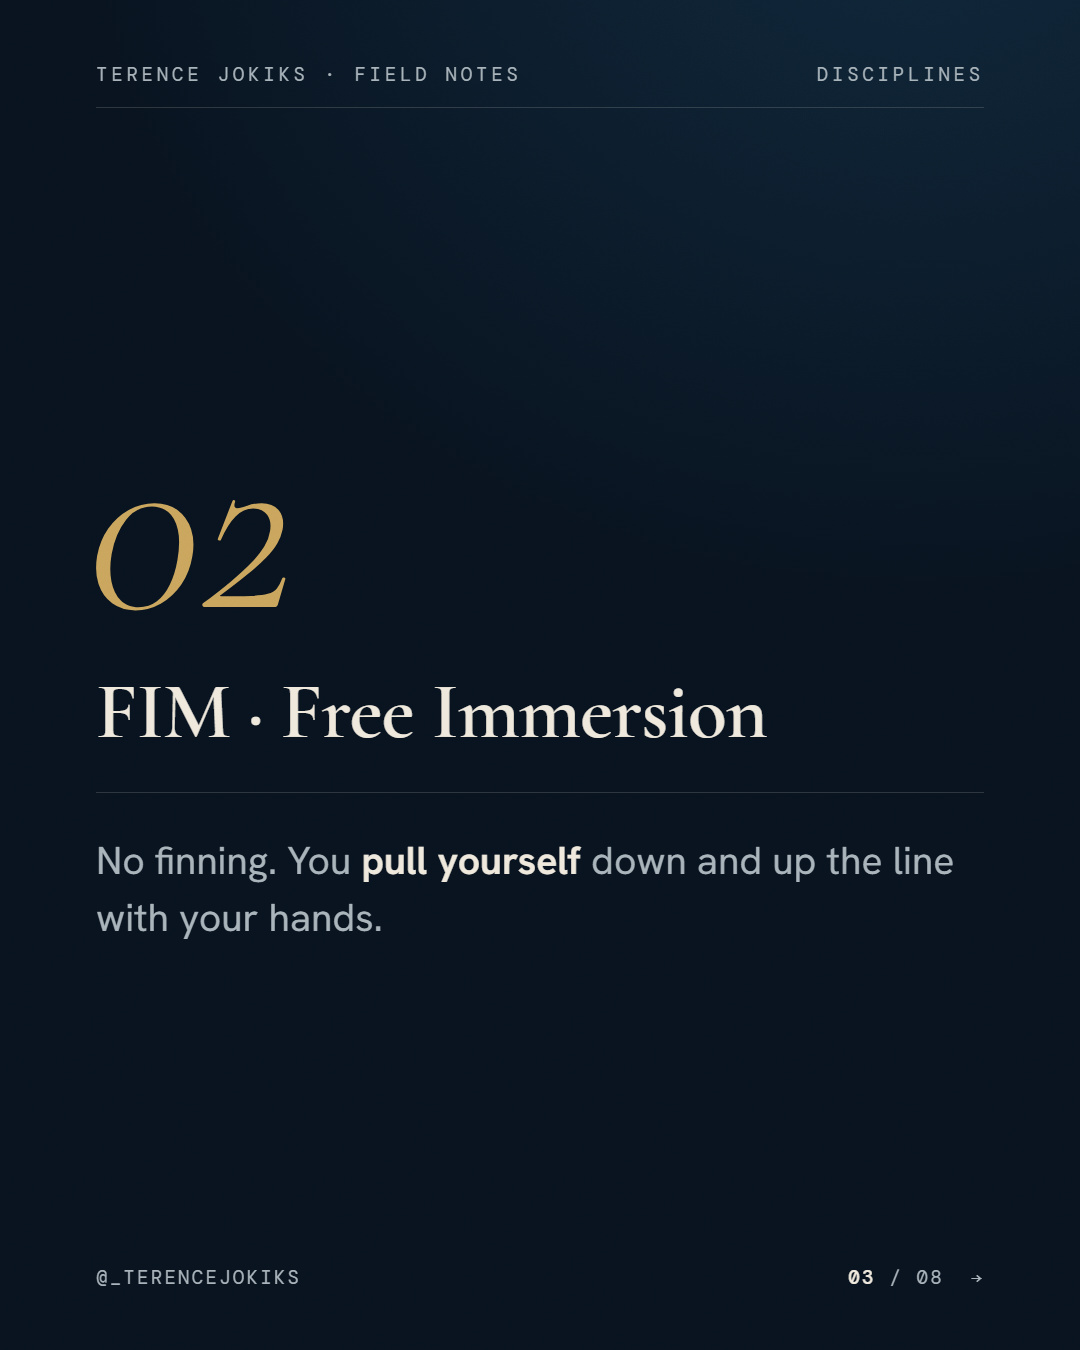 TERENCE JOKIKS · FIELD NOTES
DISCIPLINES
02
FIM · Free Immersion
No finning. You pull yourself down and up the line
with your hands.
@_TERENCEJOKIKS
03 / 08 →